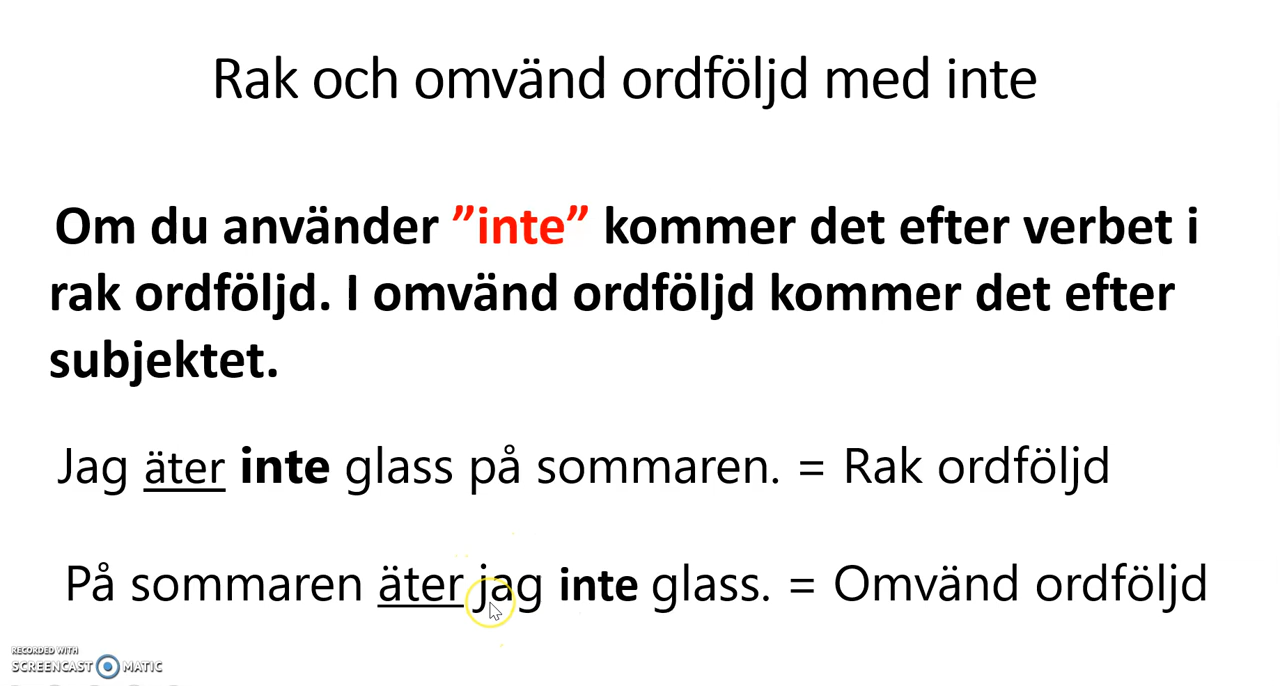 Rak och omvänd ordföljd med inte
Om du använder ”inte” kommer det efter verbet i
rak ordföljd. I omvänd ordföljd kommer det efter
subjektet.
Jag äter inte glass på sommaren. = Rak ordföljd
På sommaren äter jag inte glass. = Omvänd ordföljd
RECORDED WITH
SCREENCAST MATIC